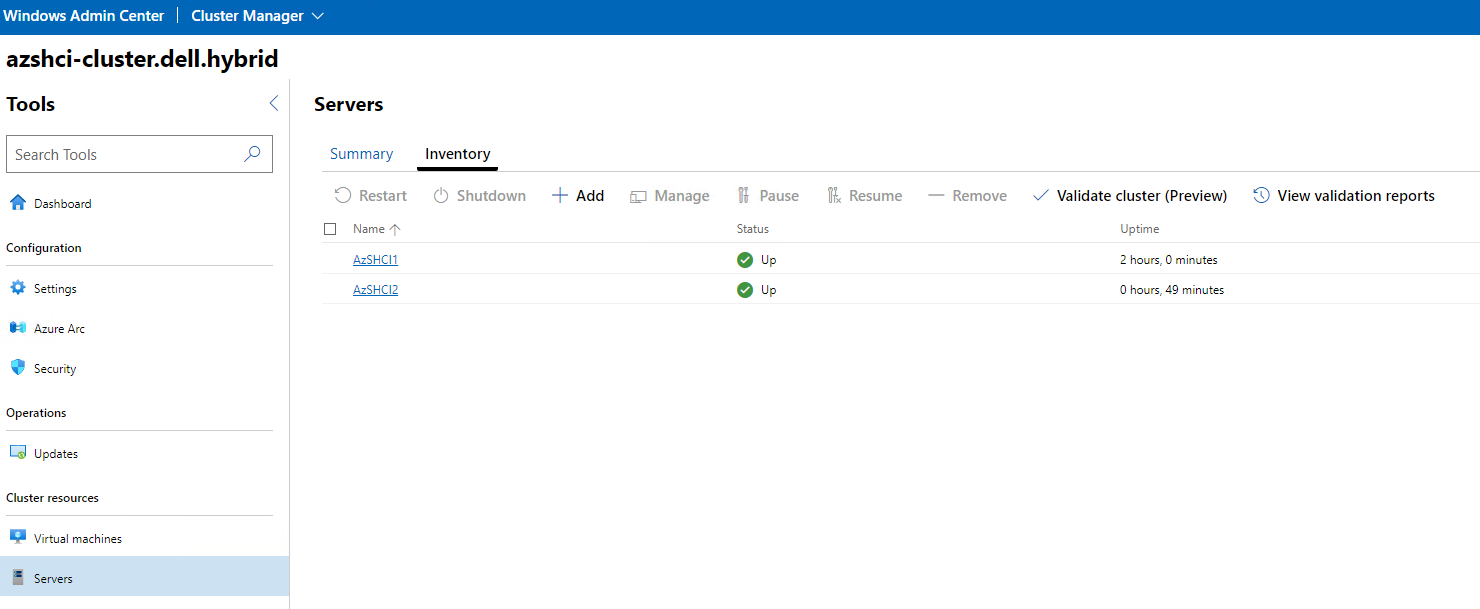 Windows Admin Center | Cluster Manager
azshci-cluster.dell.hybrid
Tools
Search Tools
Dashboard
Configuration
Settings
Azure Arc
Security
Operations
Updates
Cluster resources
Virtual machines
Servers
Servers
Summary Inventory
Restart Shutdown Add Manage Pause Resume Remove Validate cluster (Preview) View validation reports
Name Status Uptime
AzSHCI1 Up 2 hours, 0 minutes
AzSHCI2 Up 0 hours, 49 minutes